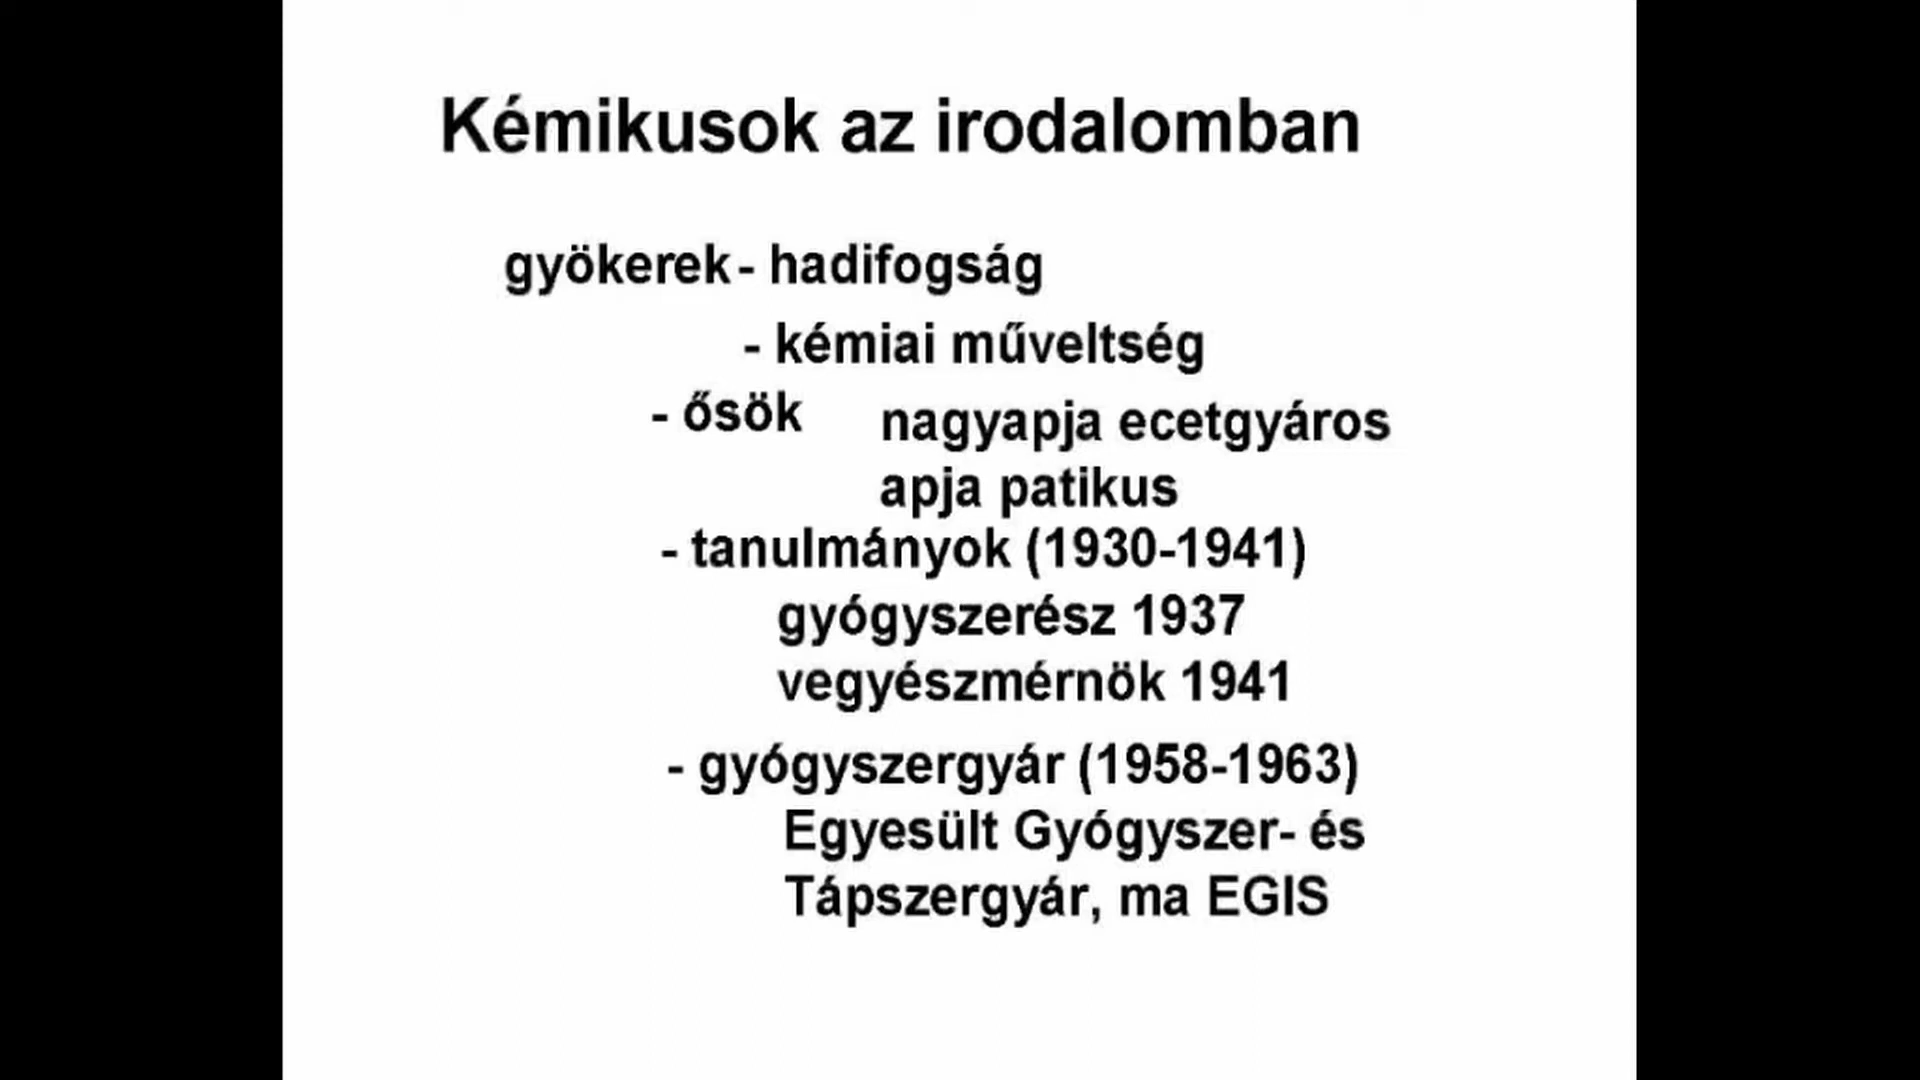 Kémikusok az irodalomban
gyökerek - hadifogság
- kémiai műveltség
- ősök nagyapja ecetgyáros
apja patikus
- tanulmányok (1930-1941)
gyógyszerész 1937
vegyészmérnök 1941
- gyógyszergyár (1958-1963)
Egyesült Gyógyszer- és
Tápszergyár, ma EGIS